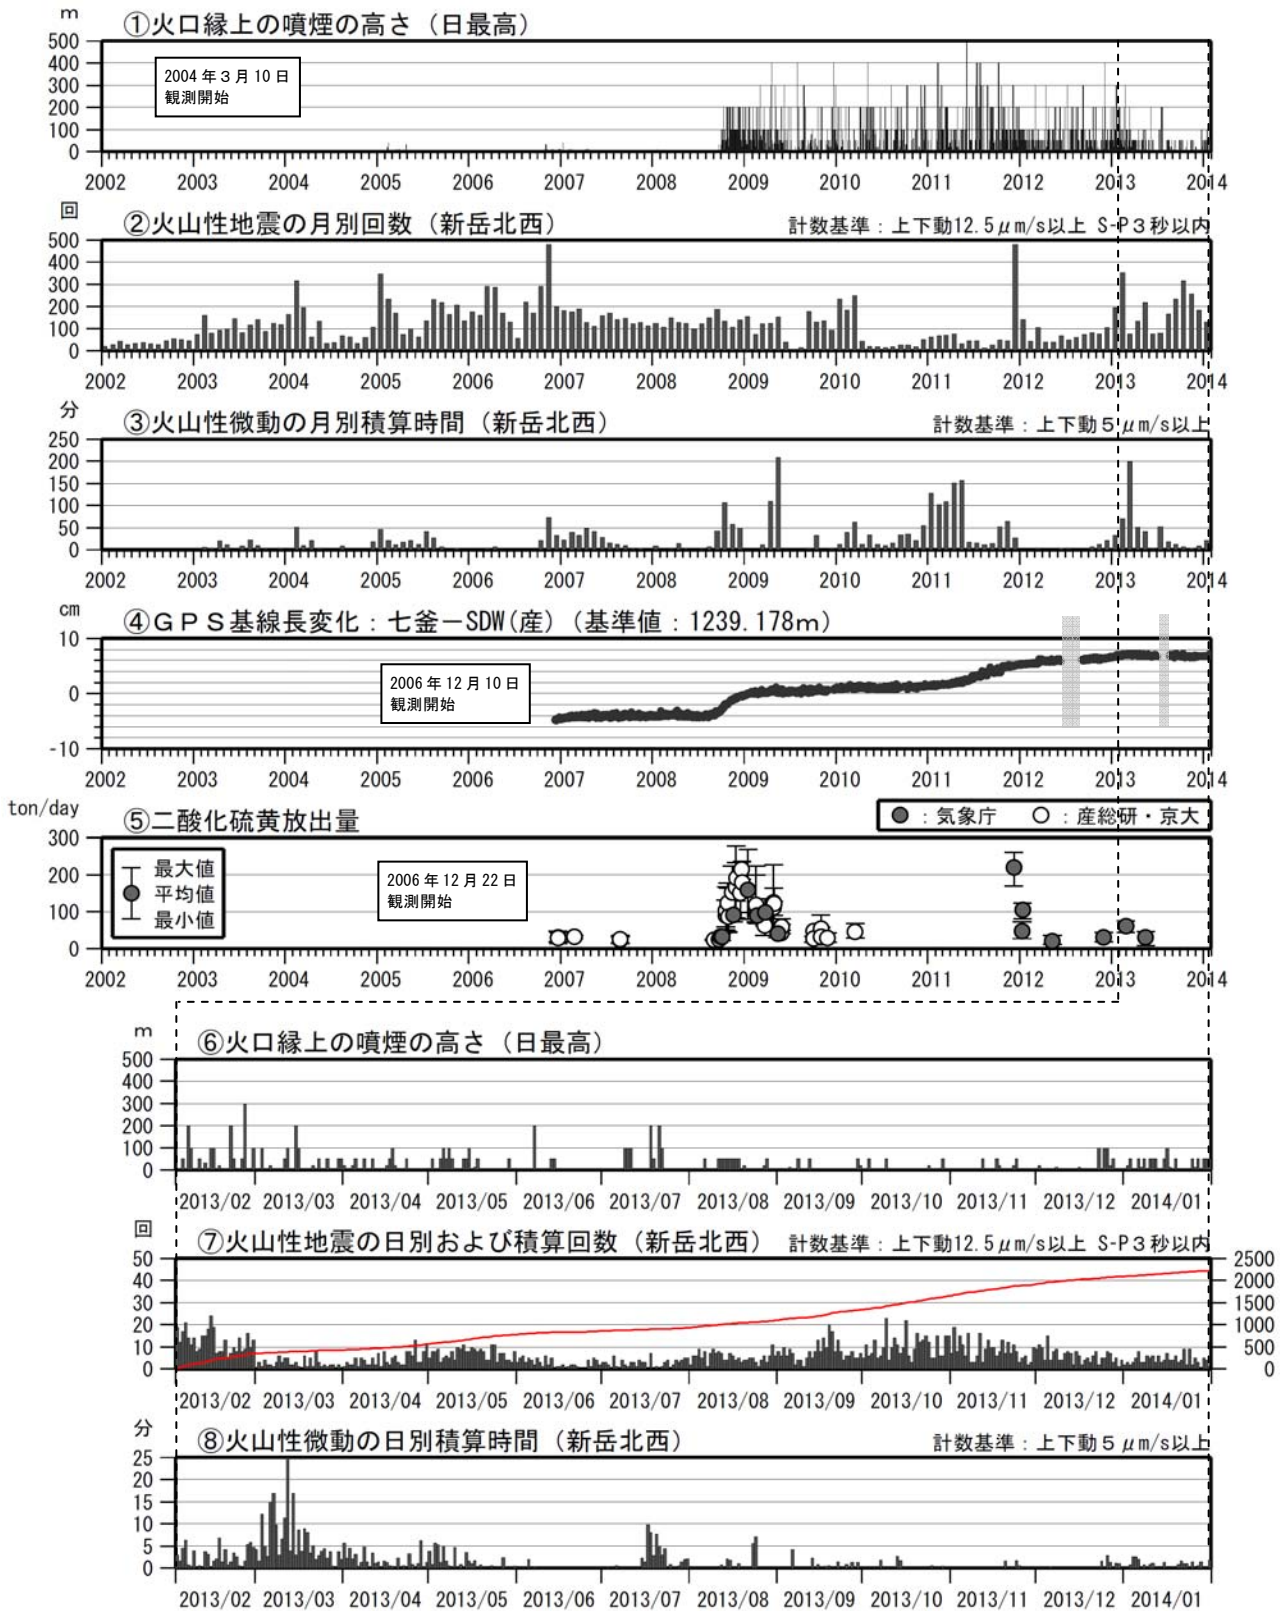 m
①火口縁上の噴煙の高さ（日最高）
500
400
300
200
100
0
2004年3月10日
観測開始
2002 2003 2004 2005 2006 2007 2008 2009 2010 2011 2012 2013 2014
回
②火山性地震の月別回数（新岳北西） 計数基準：上下動12.5μm/s以上 S-P3秒以内
500
400
300
200
100
0
2002 2003 2004 2005 2006 2007 2008 2009 2010 2011 2012 2013 2014
分
③火山性微動の月別積算時間（新岳北西） 計数基準：上下動5μm/s以上
250
200
150
100
50
0
2002 2003 2004 2005 2006 2007 2008 2009 2010 2011 2012 2013 2014
cm
④ＧＰＳ基線長変化：七釜－SDW(産)（基準値：1239.178m）
10
0
-10
2006年12月10日
観測開始
2002 2003 2004 2005 2006 2007 2008 2009 2010 2011 2012 2013 2014
ton/day
⑤二酸化硫黄放出量
：気象庁 ：産総研・京大
300
200
100
0
最大値
平均値
最小値
2006年12月22日
観測開始
2002 2003 2004 2005 2006 2007 2008 2009 2010 2011 2012 2013 2014
m
⑥火口縁上の噴煙の高さ（日最高）
500
400
300
200
100
0
2013/02 2013/03 2013/04 2013/05 2013/06 2013/07 2013/08 2013/09 2013/10 2013/11 2013/12 2014/01
回
⑦火山性地震の日別および積算回数（新岳北西） 計数基準：上下動12.5μm/s以上 S-P3秒以内
50 2500
40 2000
30 1500
20 1000
10 500
0 0
2013/02 2013/03 2013/04 2013/05 2013/06 2013/07 2013/08 2013/09 2013/10 2013/11 2013/12 2014/01
分
⑧火山性微動の日別積算時間（新岳北西） 計数基準：上下動5μm/s以上
25
20
15
10
5
0
2013/02 2013/03 2013/04 2013/05 2013/06 2013/07 2013/08 2013/09 2013/10 2013/11 2013/12 2014/01